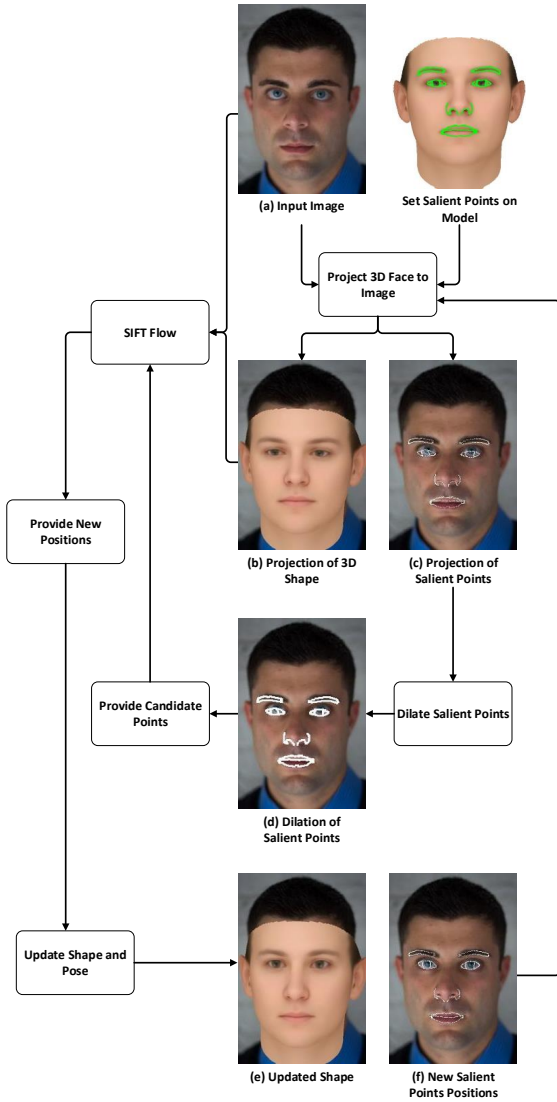 (a) Input Image
Set Salient Points on
Model
Project 3D Face to
Image
SIFT Flow
Provide New
Positions
(b) Projection of 3D
Shape
(c) Projection of
Salient Points
Provide Candidate
Points
Dilate Salient Points
(d) Dilation of
Salient Points
Update Shape and
Pose
(e) Updated Shape
(f) New Salient
Points Positions